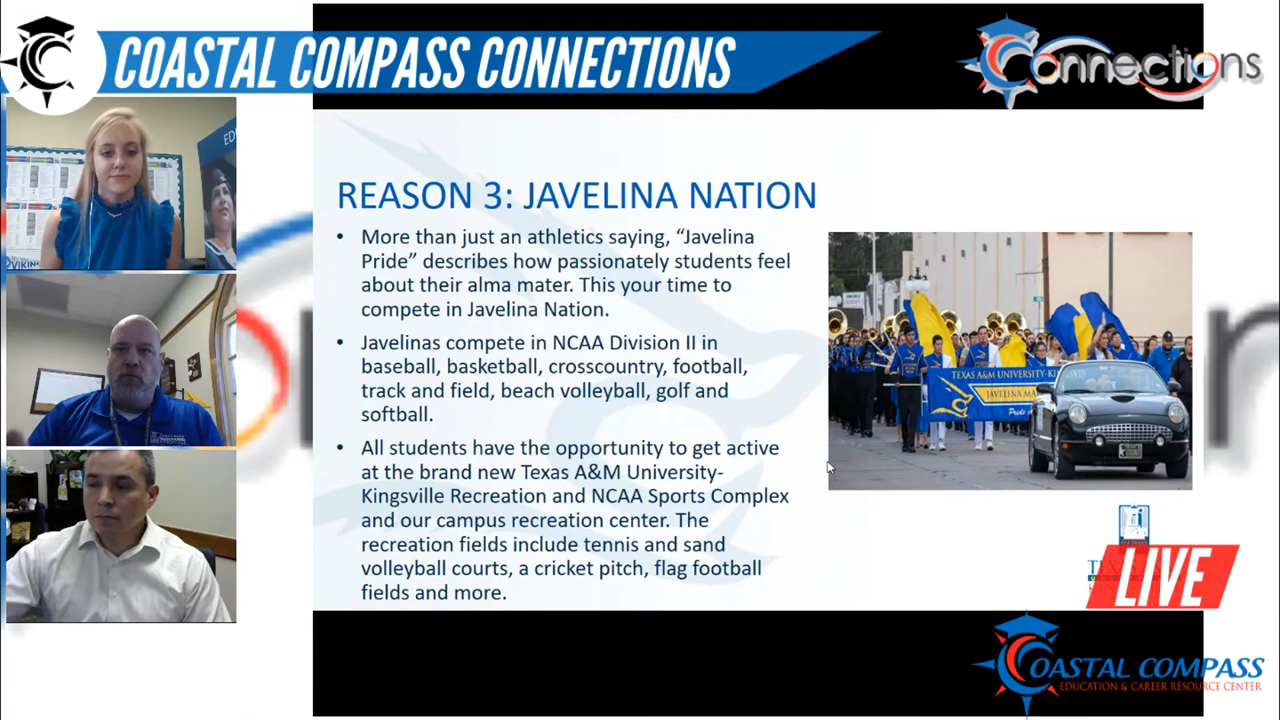 COASTAL COMPASS CONNECTIONS
Connections
REASON 3: JAVELINA NATION
• More than just an athletics saying, “Javelina
Pride” describes how passionately students feel
about their alma mater. This your time to
compete in Javelina Nation.
• Javelinas compete in NCAA Division II in
baseball, basketball, crosscountry, football,
track and field, beach volleyball, golf and
softball.
• All students have the opportunity to get active
at the brand new Texas A&M University-
Kingsville Recreation and NCAA Sports Complex
and our campus recreation center. The
recreation fields include tennis and sand
volleyball courts, a cricket pitch, flag football
fields and more.
TEXAS A&M UNIVERSITY-KI
JAVELINA MA
Pride
LIVE
COASTAL COMPASS
EDUCATION & CAREER RESOURCE CENTER
ED
VIKINGS